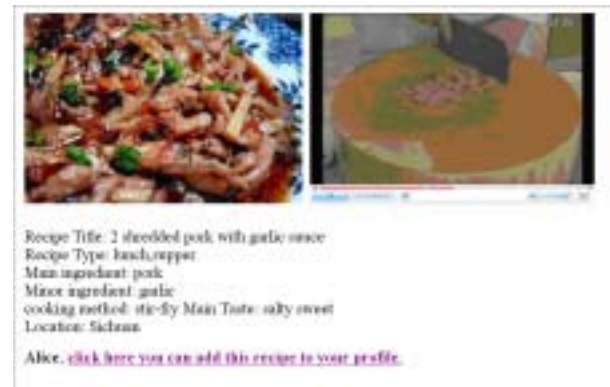 Recipe Title: 2 shredded pork with garlic sauce
Recipe Type: lunch,supper
Main ingredient: pork
Minor ingredient: garlic
cooking method: stir-fly Main Taste: salty sweet
Location: Sichuan
Alice, click here you can add this recipe to your profile.